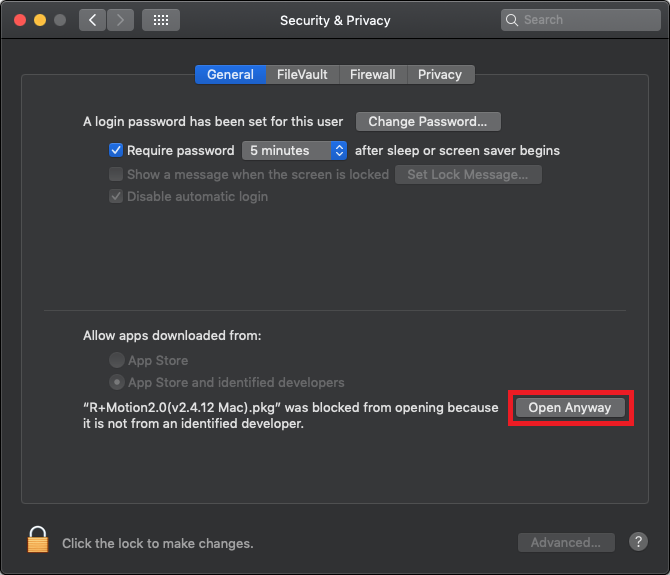 Security & Privacy
Search
General
FileVault
Firewall
Privacy
A login password has been set for this user
Change Password...
Require password
5 minutes
after sleep or screen saver begins
Show a message when the screen is locked
Set Lock Message...
Disable automatic login
Allow apps downloaded from:
App Store
App Store and identified developers
“R+Motion2.0(v2.4.12 Mac).pkg” was blocked from opening because
it is not from an identified developer.
Open Anyway
Click the lock to make changes.
Advanced...
?